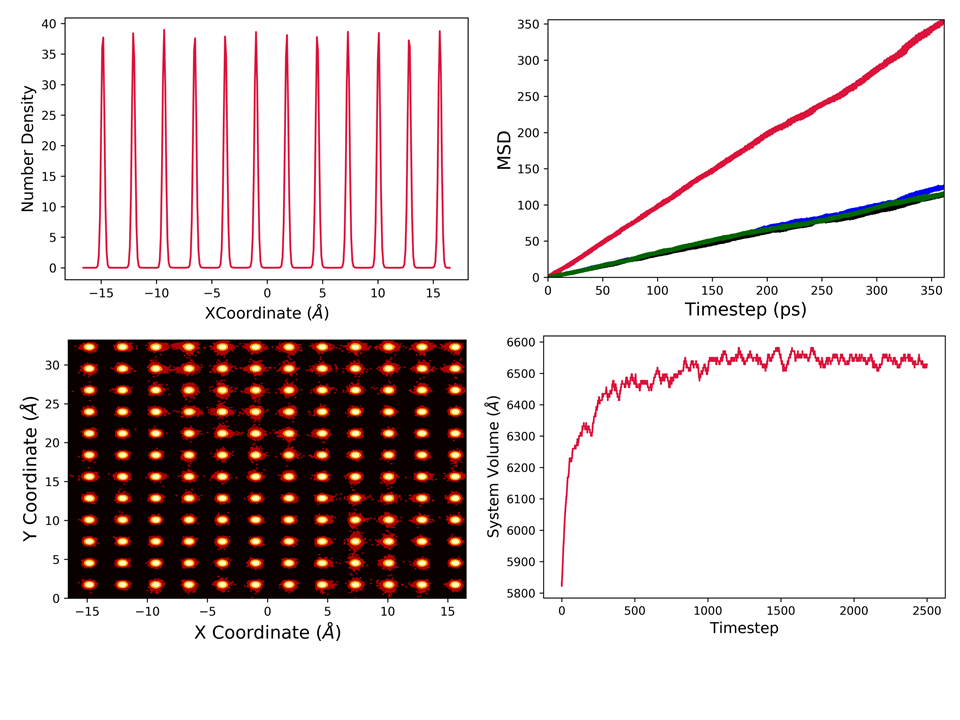 40
35
30
25
20
15
10
5
0
Number Density
−15 −10 −5 0 5 10 15
XCoordinate (Å)
350
300
250
200
150
100
50
0
MSD
0 50 100 150 200 250 300 350
Timestep (ps)
30
25
20
15
10
5
0
Y Coordinate (Å)
−15 −10 −5 0 5 10 15
X Coordinate (Å)
6600
6500
6400
6300
6200
6100
6000
5900
5800
System Volume (Å)
0 500 1000 1500 2000 2500
Timestep